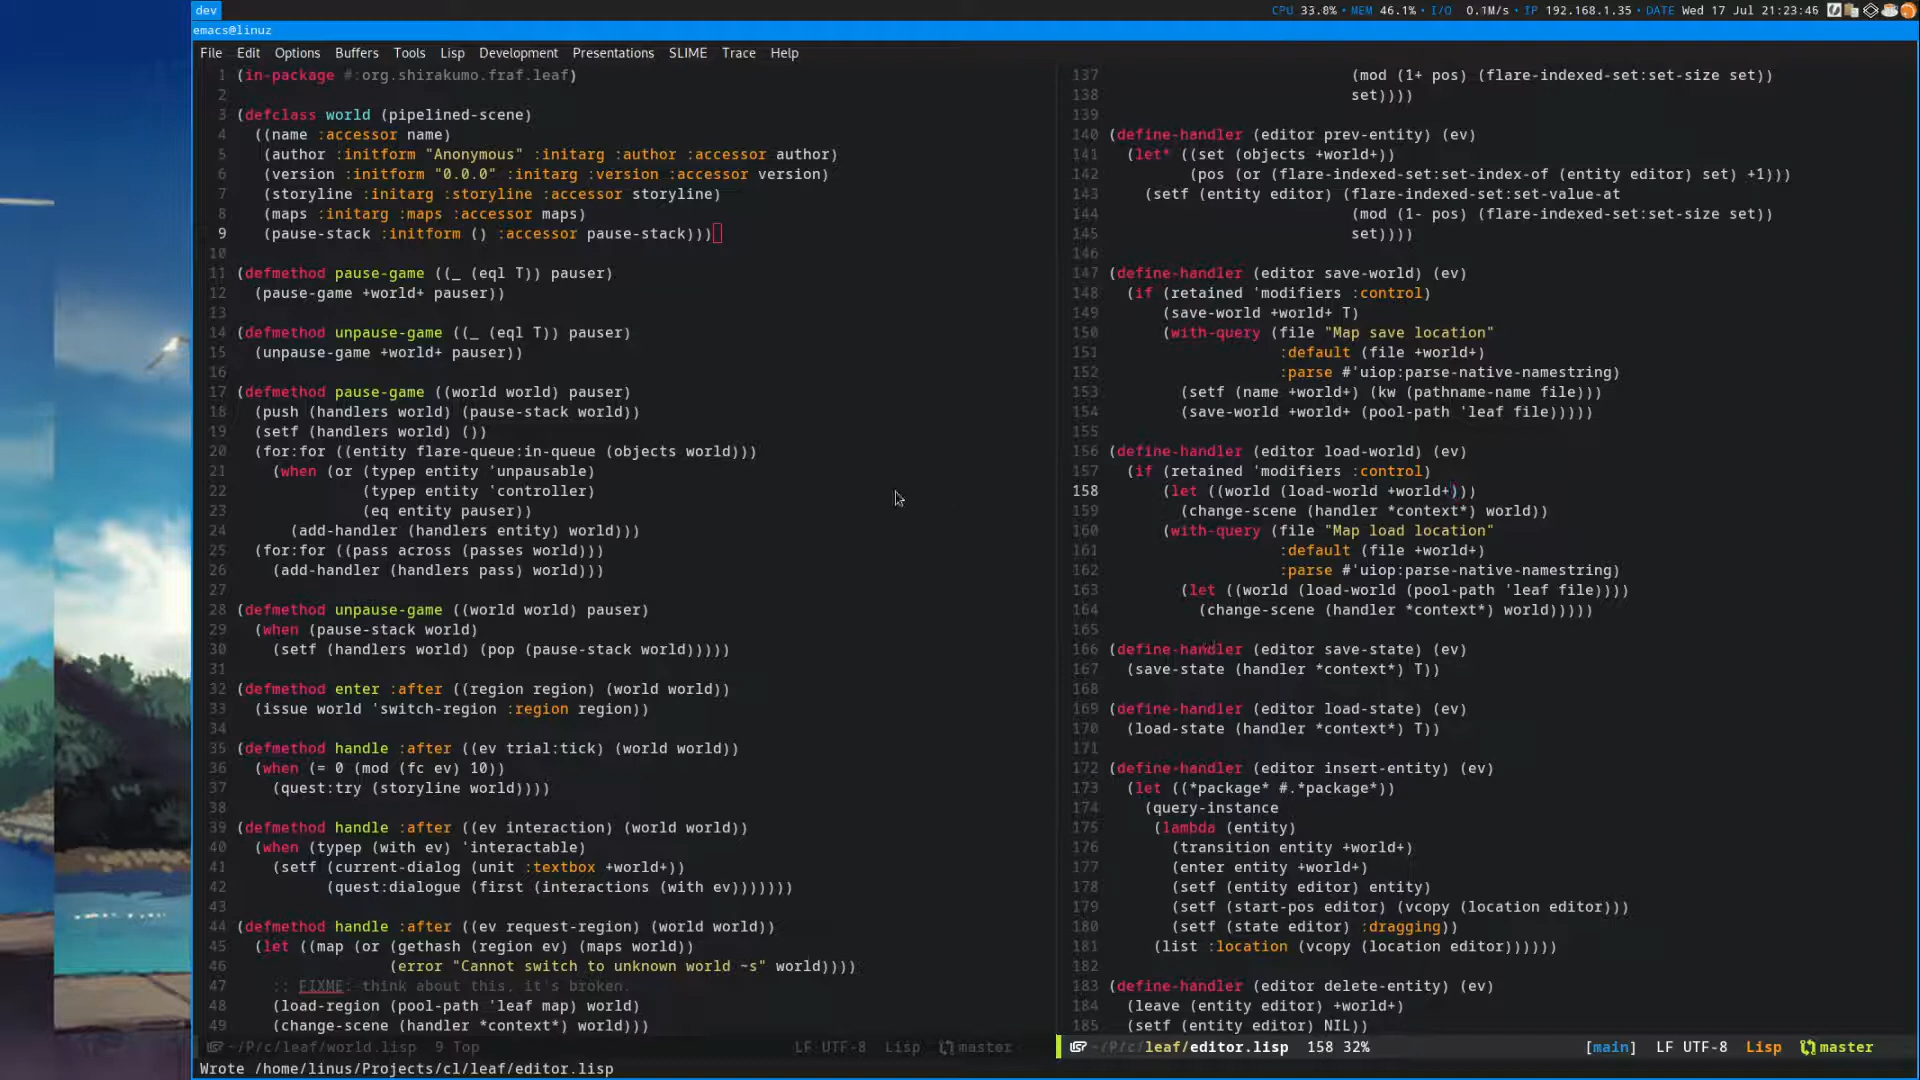 dev
CPU 33.8% • MEM 46.1% • I/O 0.1M/s • IP 192.168.1.35 • DATE Wed 17 Jul 21:23:46
emacs@linuz
File Edit Options Buffers Tools Lisp Development Presentations SLIME Trace Help
1 (in-package #:org.shirakumo.fraf.leaf)
2
3 (defclass world (pipelined-scene)
4 ((name :accessor name)
5 (author :initform "Anonymous" :initarg :author :accessor author)
6 (version :initform "0.0.0" :initarg :version :accessor version)
7 (storyline :initarg :storyline :accessor storyline)
8 (maps :initarg :maps :accessor maps)
9 (pause-stack :initform () :accessor pause-stack)))
10
11 (defmethod pause-game ((_ (eql T)) pauser)
12 (pause-game +world+ pauser))
13
14 (defmethod unpause-game ((_ (eql T)) pauser)
15 (unpause-game +world+ pauser))
16
17 (defmethod pause-game ((world world) pauser)
18 (push (handlers world) (pause-stack world))
19 (setf (handlers world) ())
20 (for:for ((entity flare-queue:in-queue (objects world)))
21 (when (or (typep entity 'unpausable)
22 (typep entity 'controller)
23 (eq entity pauser))
24 (add-handler (handlers entity) world)))
25 (for:for ((pass across (passes world)))
26 (add-handler (handlers pass) world)))
27
28 (defmethod unpause-game ((world world) pauser)
29 (when (pause-stack world)
30 (setf (handlers world) (pop (pause-stack world)))))
31
32 (defmethod enter :after ((region region) (world world))
33 (issue world 'switch-region :region region))
34
35 (defmethod handle :after ((ev trial:tick) (world world))
36 (when (= 0 (mod (fc ev) 10))
37 (quest:try (storyline world))))
38
39 (defmethod handle :after ((ev interaction) (world world))
40 (when (typep (with ev) 'interactable)
41 (setf (current-dialog (unit :textbox +world+))
42 (quest:dialogue (first (interactions (with ev)))))))
43
44 (defmethod handle :after ((ev request-region) (world world))
45 (let ((map (or (gethash (region ev) (maps world))
46 (error "Cannot switch to unknown world ~s" world))))
47 ;; FIXME: think about this, it's broken.
48 (load-region (pool-path 'leaf map) world)
49 (change-scene (handler *context*) world)))
~/P/c/leaf/world.lisp 9 Top LF UTF-8 Lisp master
137 (mod (1+ pos) (flare-indexed-set:set-size set))
138 set))))
139
140 (define-handler (editor prev-entity) (ev)
141 (let* ((set (objects +world+))
142 (pos (or (flare-indexed-set:set-index-of (entity editor) set) +1)))
143 (setf (entity editor) (flare-indexed-set:set-value-at
144 (mod (1- pos) (flare-indexed-set:set-size set))
145 set))))
146
147 (define-handler (editor save-world) (ev)
148 (if (retained 'modifiers :control)
149 (save-world +world+ T)
150 (with-query (file "Map save location"
151 :default (file +world+)
152 :parse #'uiop:parse-native-namestring)
153 (setf (name +world+) (kw (pathname-name file)))
154 (save-world +world+ (pool-path 'leaf file)))))
155
156 (define-handler (editor load-world) (ev)
157 (if (retained 'modifiers :control)
158 (let ((world (load-world +world+)))
159 (change-scene (handler *context*) world))
160 (with-query (file "Map load location"
161 :default (file +world+)
162 :parse #'uiop:parse-native-namestring)
163 (let ((world (load-world (pool-path 'leaf file))))
164 (change-scene (handler *context*) world)))))
165
166 (define-handler (editor save-state) (ev)
167 (save-state (handler *context*) T))
168
169 (define-handler (editor load-state) (ev)
170 (load-state (handler *context*) T))
171
172 (define-handler (editor insert-entity) (ev)
173 (let ((*package* #.*package*))
174 (query-instance
175 (lambda (entity)
176 (transition entity +world+)
177 (enter entity +world+)
178 (setf (entity editor) entity)
179 (setf (start-pos editor) (vcopy (location editor)))
180 (setf (state editor) :dragging))
181 (list :location (vcopy (location editor))))))
182
183 (define-handler (editor delete-entity) (ev)
184 (leave (entity editor) +world+)
185 (setf (entity editor) NIL))
~/P/c/leaf/editor.lisp 158 32% [main] LF UTF-8 Lisp master
Wrote /home/linus/Projects/cl/leaf/editor.lisp